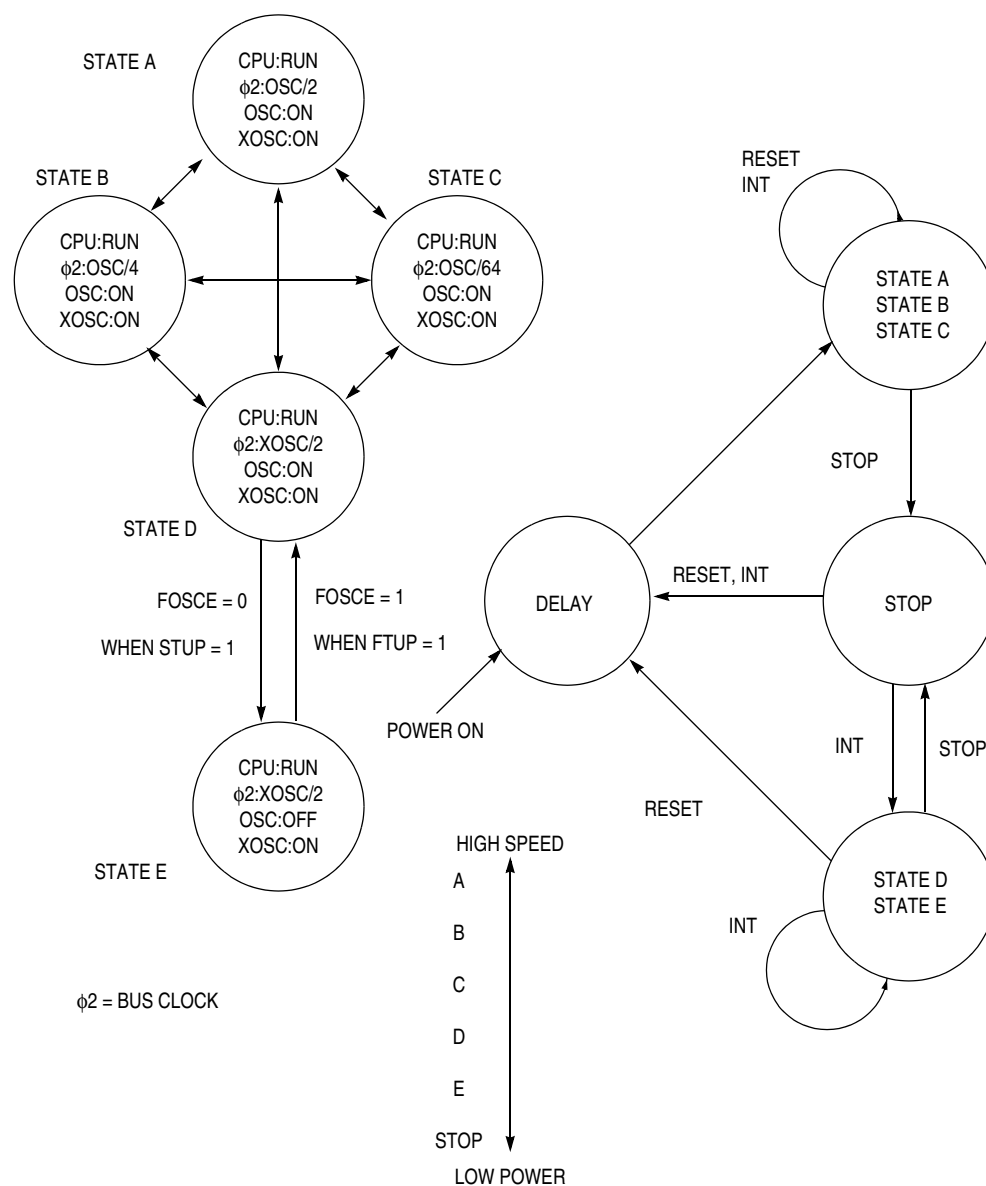 STATE A
CPU:RUN
ϕ2:OSC/2
OSC:ON
XOSC:ON
STATE B
CPU:RUN
ϕ2:OSC/4
OSC:ON
XOSC:ON
STATE C
CPU:RUN
ϕ2:OSC/64
OSC:ON
XOSC:ON
CPU:RUN
ϕ2:XOSC/2
OSC:ON
XOSC:ON
STATE D
FOSCE = 0
WHEN STUP = 1
FOSCE = 1
WHEN FTUP = 1
CPU:RUN
ϕ2:XOSC/2
OSC:OFF
XOSC:ON
STATE E
ϕ2 = BUS CLOCK
RESET
INT
STATE A
STATE B
STATE C
STOP
DELAY
RESET, INT
STOP
POWER ON
INT
STOP
RESET
STATE D
STATE E
INT
HIGH SPEED
A
B
C
D
E
STOP
LOW POWER